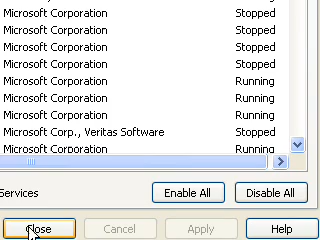 Microsoft Corporation Stopped
Microsoft Corporation Stopped
Microsoft Corporation Stopped
Microsoft Corporation Stopped
Microsoft Corporation Running
Microsoft Corporation Running
Microsoft Corporation Running
Microsoft Corp., Veritas Software Stopped
Microsoft Corporation Running
Services Enable All Disable All
Close Cancel Apply Help